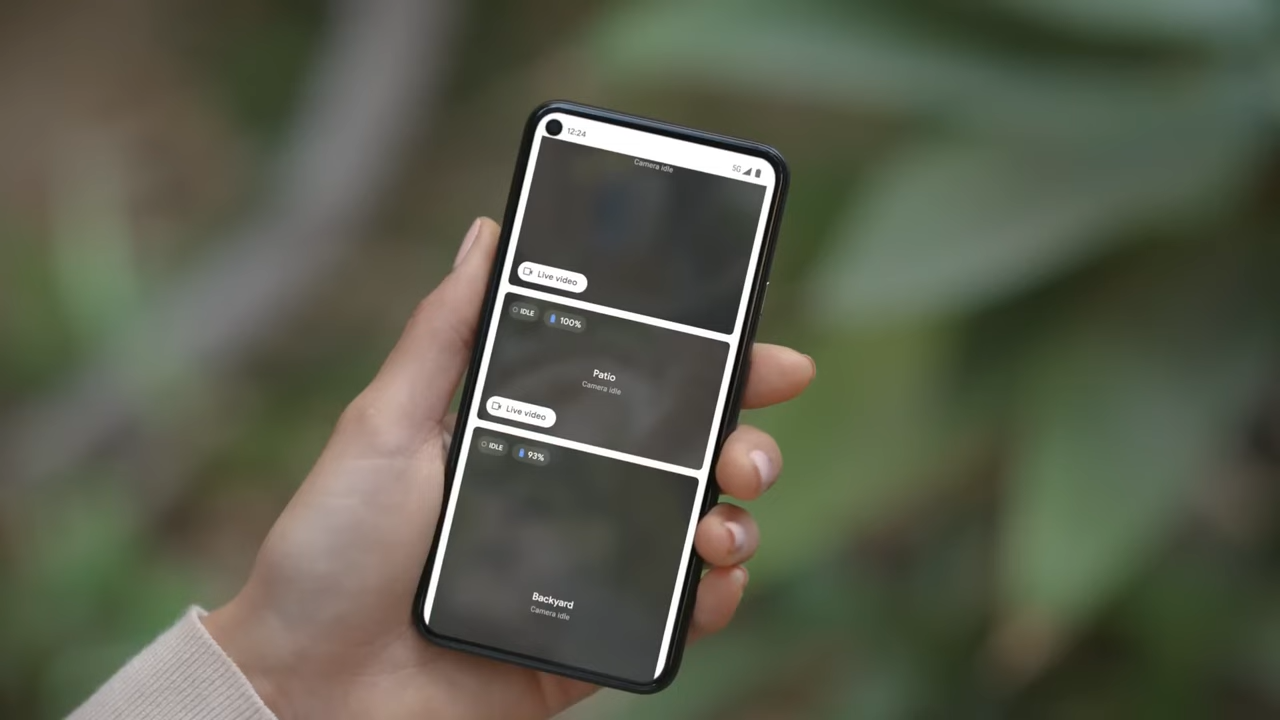 12:24
5G
Camera idle
Live video
IDLE
100%
Patio
Camera idle
Live video
IDLE
93%
Backyard
Camera idle